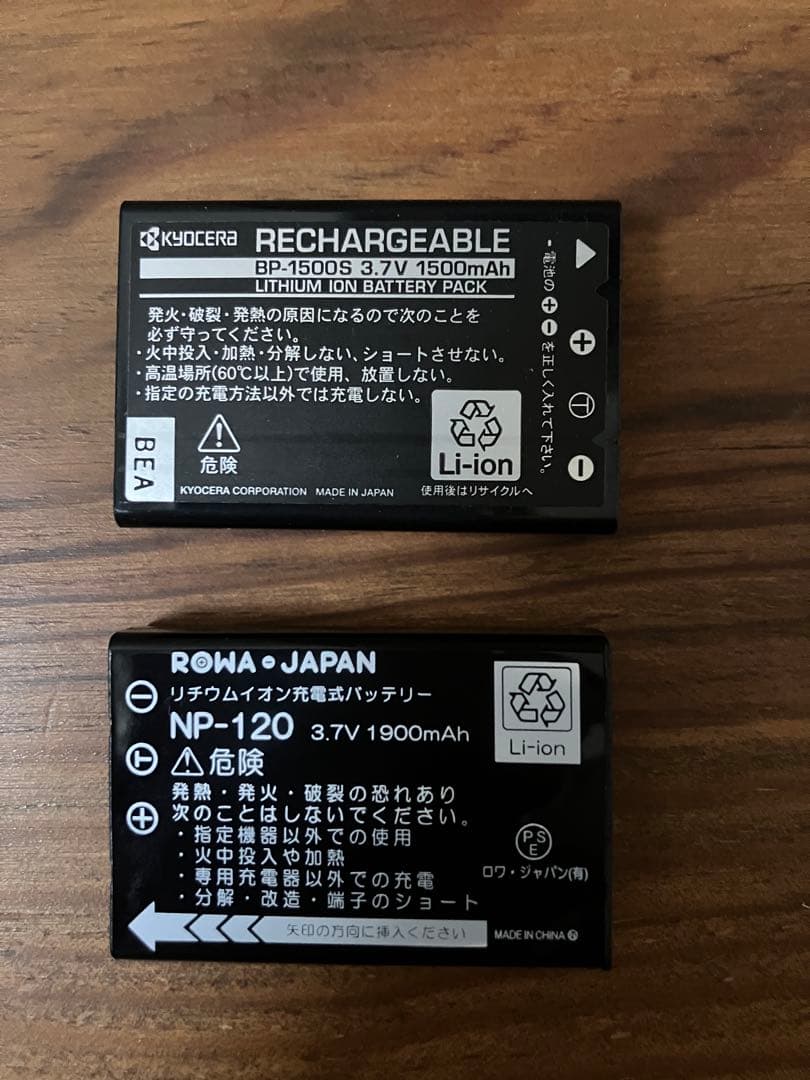 KYOCERA RECHARGEABLE
BP-1500S 3.7V 1500mAh
LITHIUM ION BATTERY PACK
発火・破裂・発熱の原因になるので次のことを
必ず守ってください。
・火中投入・加熱・分解しない、ショートさせない。
・高温場所(60℃以上)で使用、放置しない。
・指定の充電方法以外では充電しない。
BEA
危険
Li-ion
KYOCERA CORPORATION MADE IN JAPAN
使用後はリサイクルへ
・電池の⊕⊖を正しく入れて下さい。
+
T
−
ROWA JAPAN
リチウムイオン充電式バッテリー
NP-120 3.7V 1900mAh
Li-ion
−
T
+
危険
発熱・発火・破裂の恐れあり
次のことはしないでください。
・指定機器以外での使用
・火中投入や加熱
・専用充電器以外での充電
・分解・改造・端子のショート
PSE
ロワ・ジャパン(有)
矢印の方向に挿入ください
MADE IN CHINA Ⓡ